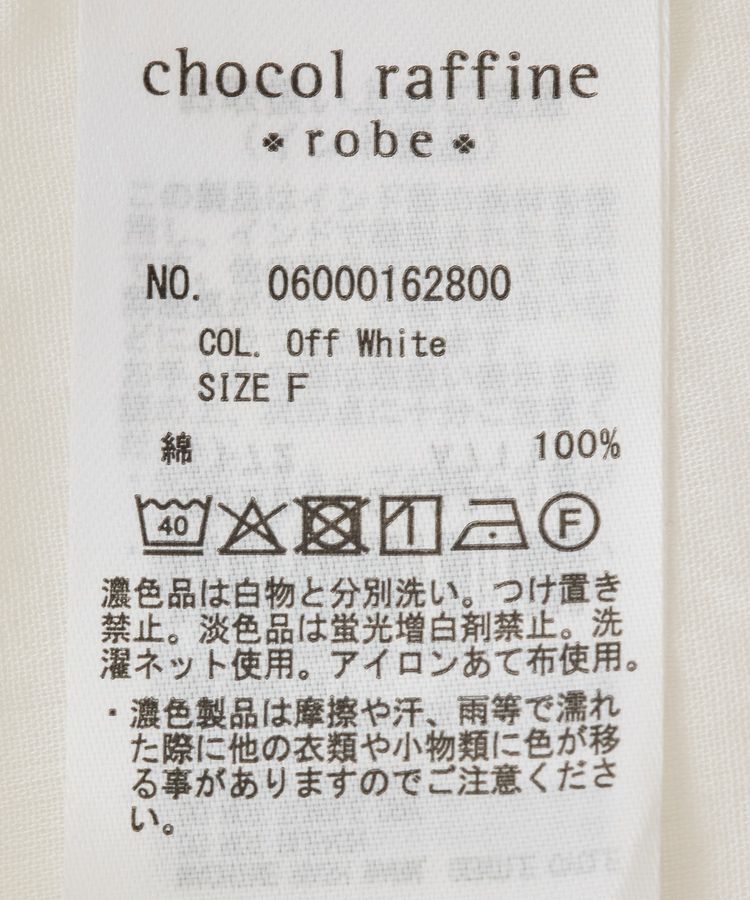 chocol raffine
robe
NO. 06000162800
COL. Off White
SIZE F
綿 100%
40 F
濃色品は白物と分別洗い。つけ置き
禁止。淡色品は蛍光増白剤禁止。洗
濯ネット使用。アイロンあて布使用。
・濃色製品は摩擦や汗、雨等で濡れ
た際に他の衣類や小物類に色が移
る事がありますのでご注意くださ
い。